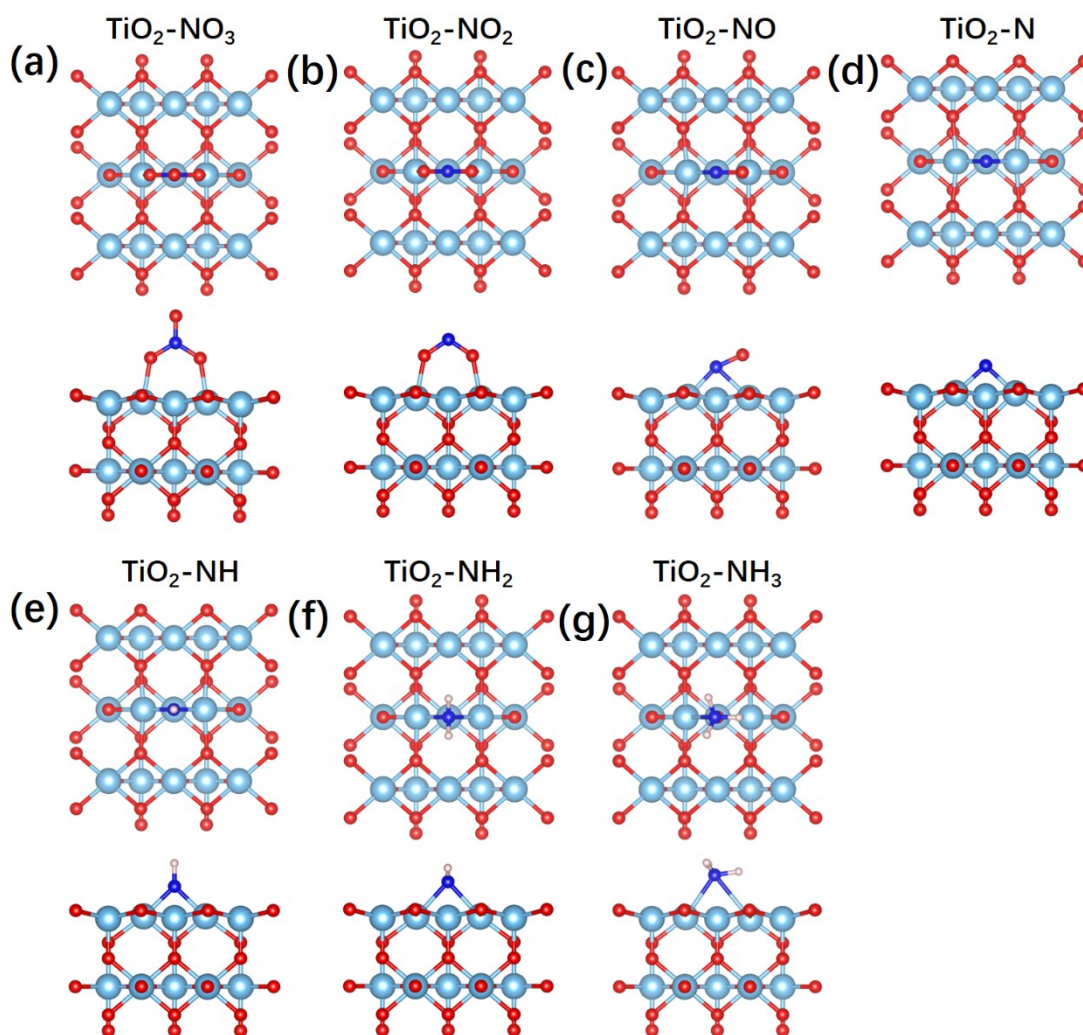 TiO₂-NO₃
(a)
TiO₂-NO₂
(b)
TiO₂-NO
(c)
TiO₂-N
(d)
TiO₂-NH
(e)
TiO₂-NH₂
(f)
TiO₂-NH₃
(g)